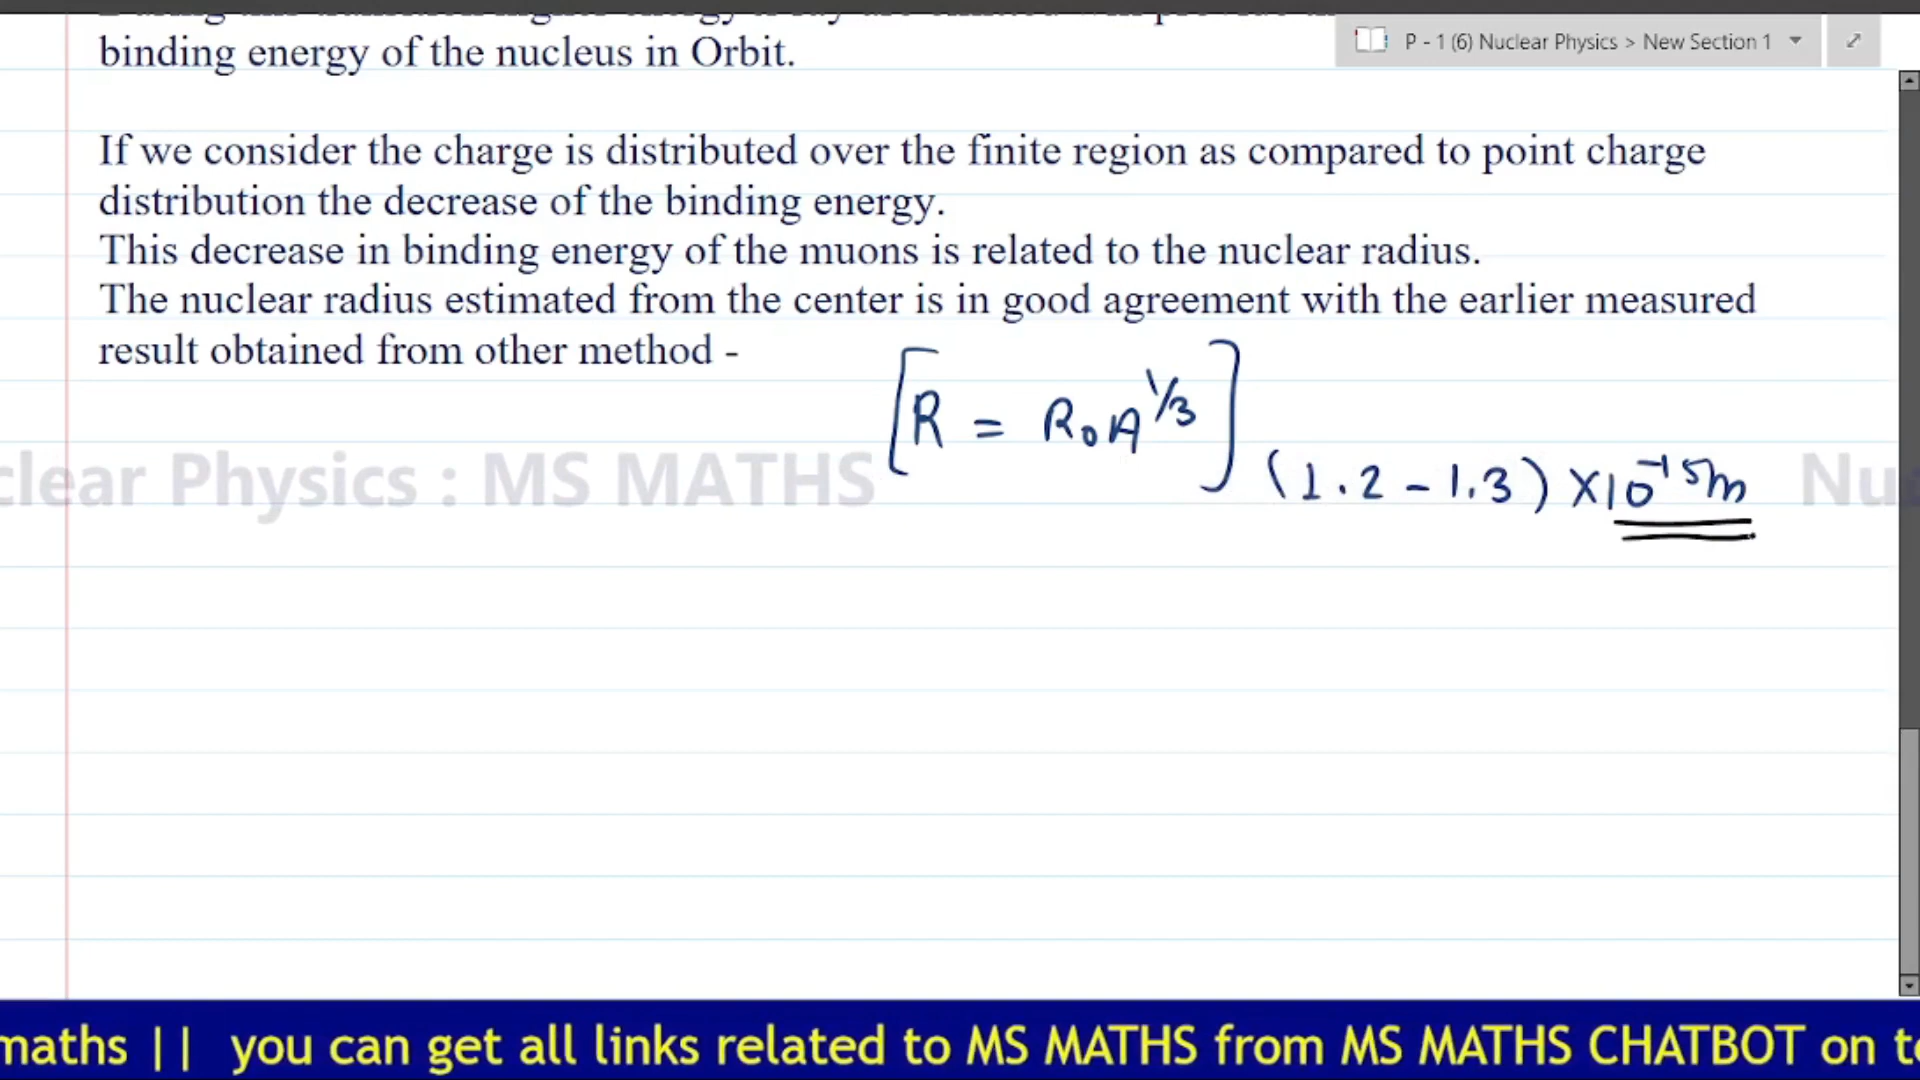 binding energy of the nucleus in Orbit.
P - 1 (6) Nuclear Physics > New Section 1
If we consider the charge is distributed over the finite region as compared to point charge
distribution the decrease of the binding energy.
This decrease in binding energy of the muons is related to the nuclear radius.
The nuclear radius estimated from the center is in good agreement with the earlier measured
result obtained from other method -
[R = R₀A^1/3]
(1.2 - 1.3) ×10⁻¹⁵m
clear Physics : MS MATHS Nu
maths || you can get all links related to MS MATHS from MS MATHS CHATBOT on te